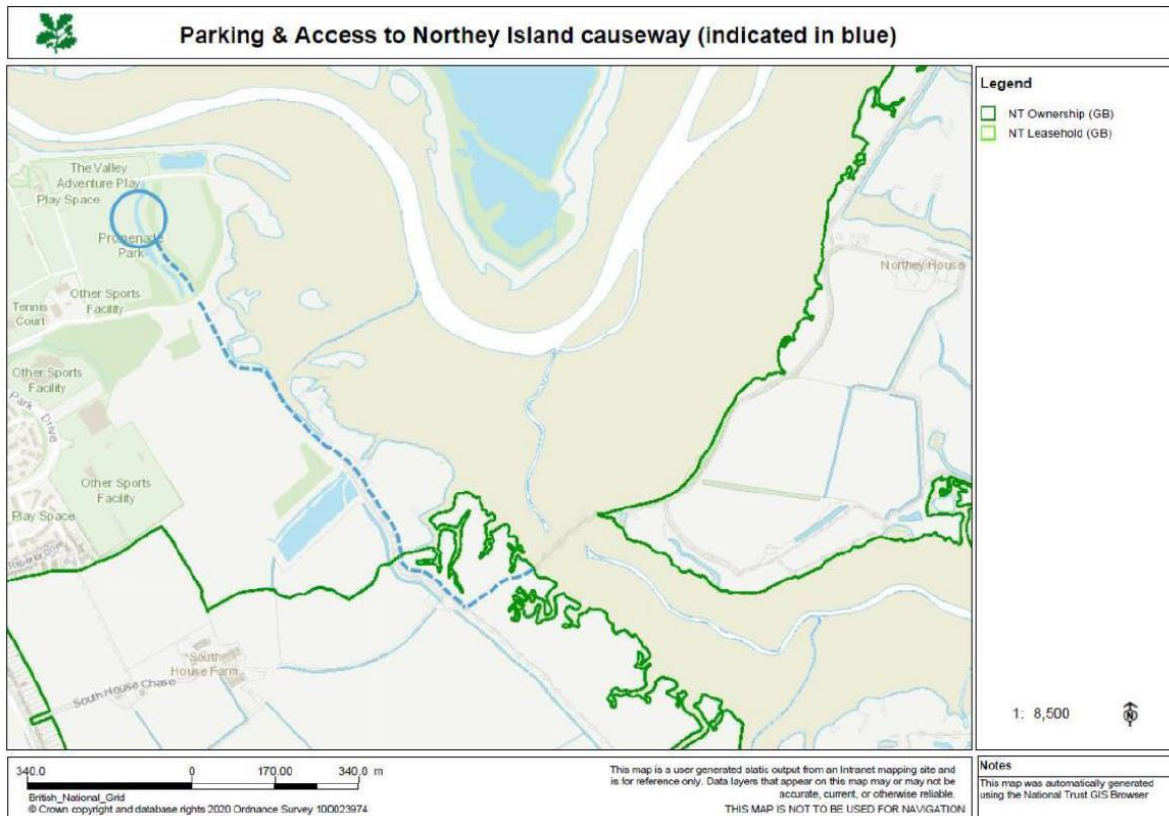 Parking & Access to Northey Island causeway (indicated in blue)
Legend
NT Ownership (GB)
NT Leasehold (GB)
The Valley
Adventure Play
Play Space
Promenade
Park
Northey House
Other Sports
Facility
Tennis
Court
Other Sports
Facility
Park Drive
Other Sports
Facility
Play Space
South
House Farm
South House Chase
1: 8,500
N
340.0 0 170.00 340.0 m
British_National_Grid
© Crown copyright and database rights 2020 Ordnance Survey 100023974
This map is a user generated static output from an Intranet mapping site and
is for reference only. Data layers that appear on this map may or may not be
accurate, current, or otherwise reliable.
THIS MAP IS NOT TO BE USED FOR NAVIGATION
Notes
This map was automatically generated
using the National Trust GIS Browser